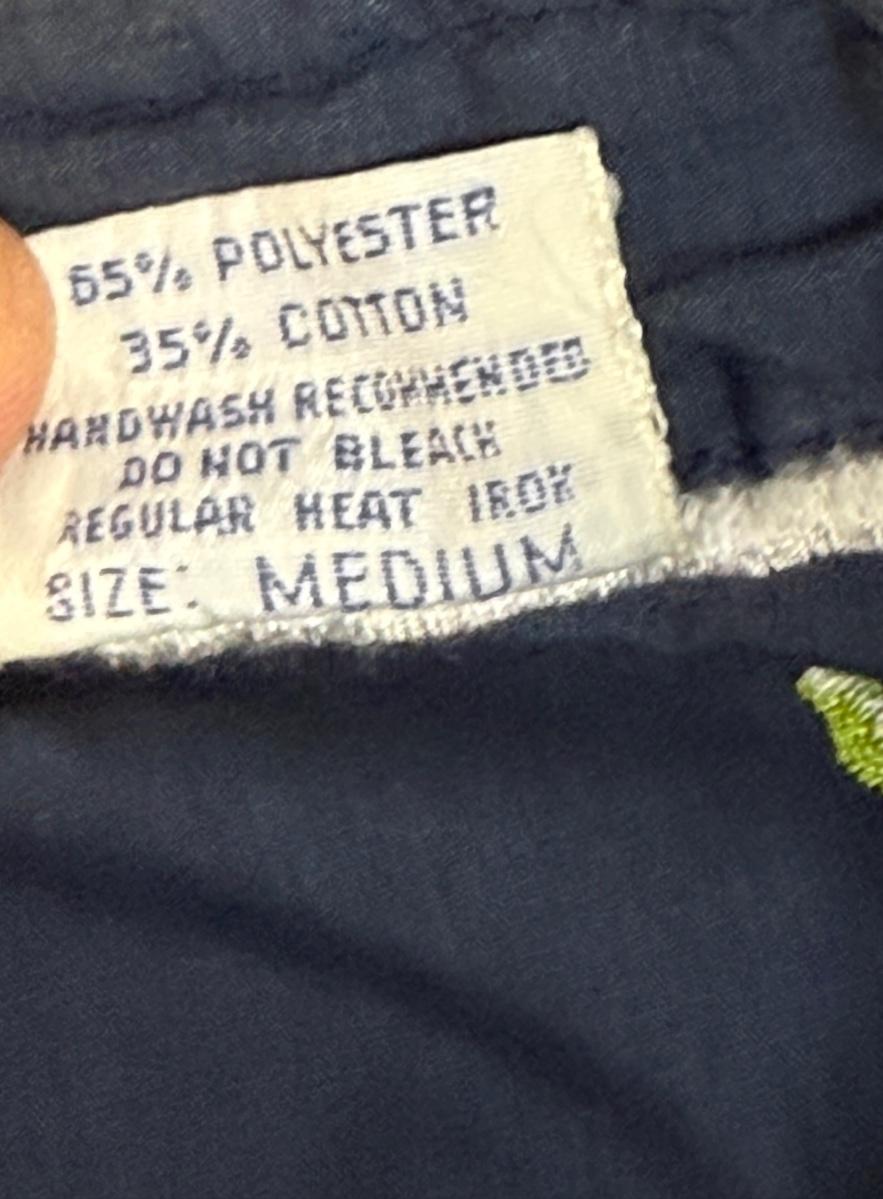 65% POLYESTER
35% COTTON
HANDWASH RECOMMENDED
DO NOT BLEACH
REGULAR HEAT IRON
SIZE: MEDIUM